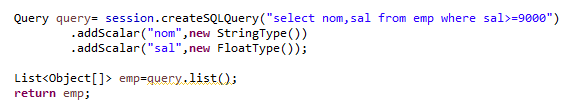 Query query= session.createSQLQuery("select nom,sal from emp where sal>=9000")
.addScalar("nom",new StringType())
.addScalar("sal",new FloatType());
List<Object[]> emp=query.list();
return emp;